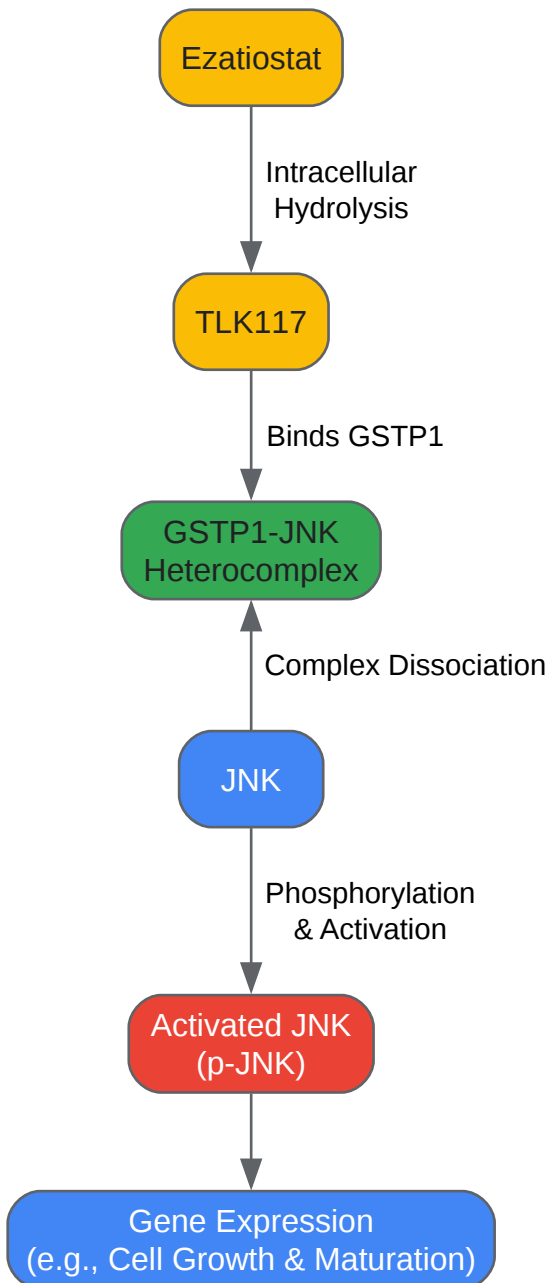 Ezatiostat
Intracellular
Hydrolysis
TLK117
Binds GSTP1
GSTP1-JNK
Heterocomplex
Complex Dissociation
JNK
Phosphorylation
& Activation
Activated JNK
(p-JNK)
Gene Expression
(e.g., Cell Growth & Maturation)